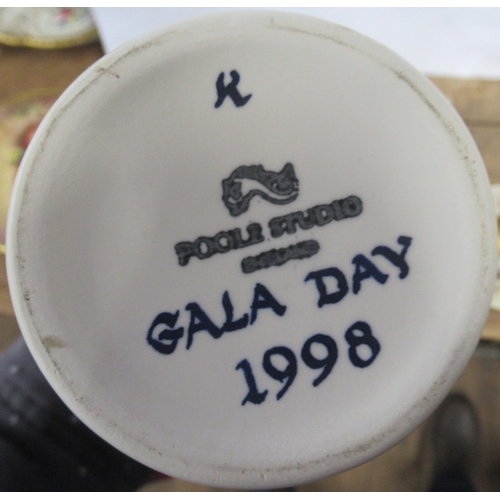 K
POOLE STUDIO
ENGLAND
GALA DAY
1998